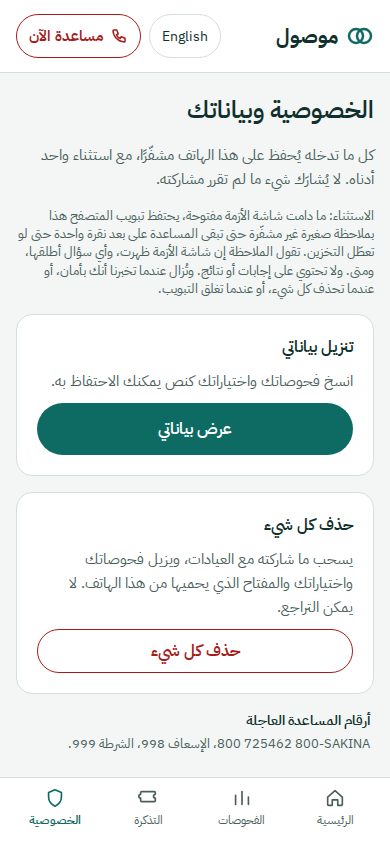 موصول
English
مساعدة الآن
الخصوصية وبياناتك
كل ما تدخله يُحفظ على هذا الهاتف مشفّرًا، مع استثناء واحد
أدناه. لا يُشارَك شيء ما لم تقرر مشاركته.
الاستثناء: ما دامت شاشة الأزمة مفتوحة، يحتفظ تبويب المتصفح هذا
بملاحظة صغيرة غير مشفّرة حتى تبقى المساعدة على بعد نقرة واحدة حتى لو
تعطّل التخزين. تقول الملاحظة إن شاشة الأزمة ظهرت، وأي سؤال أطلقها،
ومتى. ولا تحتوي على إجابات أو نتائج. وتُزال عندما تخبرنا أنك بأمان، أو
عندما تحذف كل شيء، أو عندما تغلق التبويب.
تنزيل بياناتي
انسخ فحوصاتك واختياراتك كنص يمكنك الاحتفاظ به.
عرض بياناتي
حذف كل شيء
يسحب ما شاركته مع العيادات، ويزيل فحوصاتك
واختياراتك والمفتاح الذي يحميها من هذا الهاتف. لا
يمكن التراجع.
حذف كل شيء
أرقام المساعدة العاجلة
800-SAKINA 800 725462، الإسعاف 998، الشرطة 999.
الرئيسية
الفحوصات
التذكرة
الخصوصية